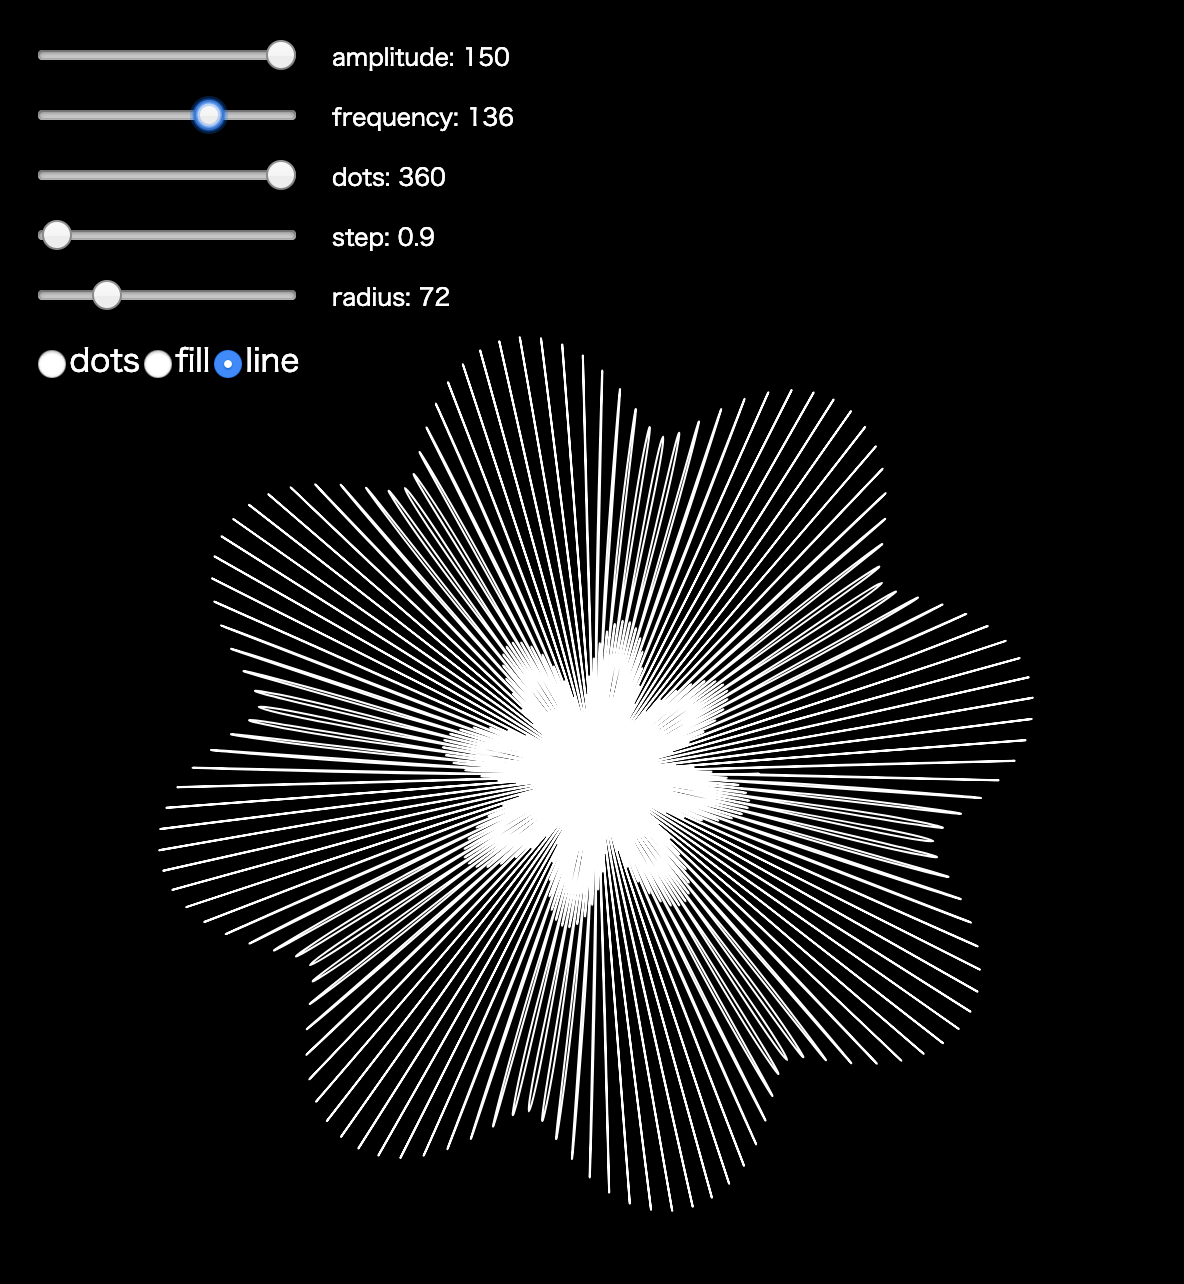 amplitude: 150
frequency: 136
dots: 360
step: 0.9
radius: 72
dots fill line